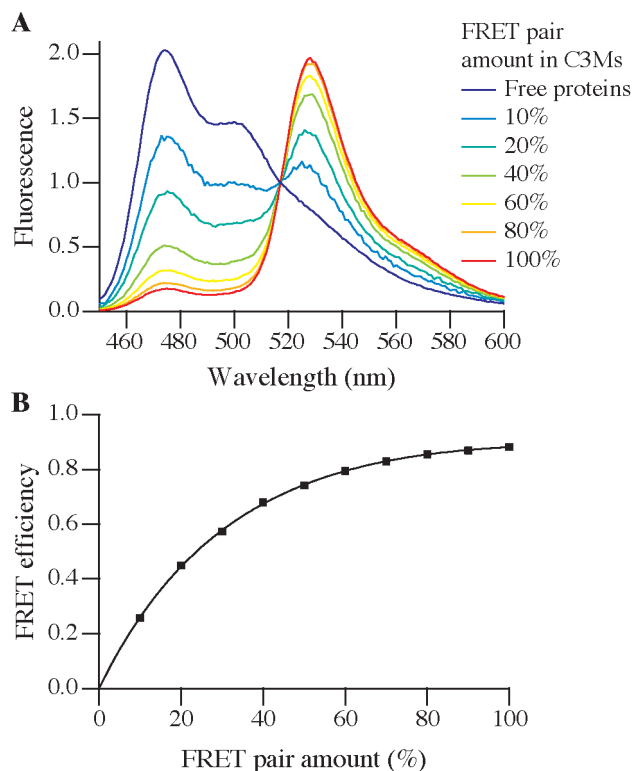 A
FRET pair
amount in C3Ms
Free proteins
10%
20%
40%
60%
80%
100%
Fluorescence
2.0
1.5
1.0
0.5
0.0
460 480 500 520 540 560 580 600
Wavelength (nm)
B
FRET efficiency
1.0
0.8
0.6
0.4
0.2
0.0
0 20 40 60 80 100
FRET pair amount (%)